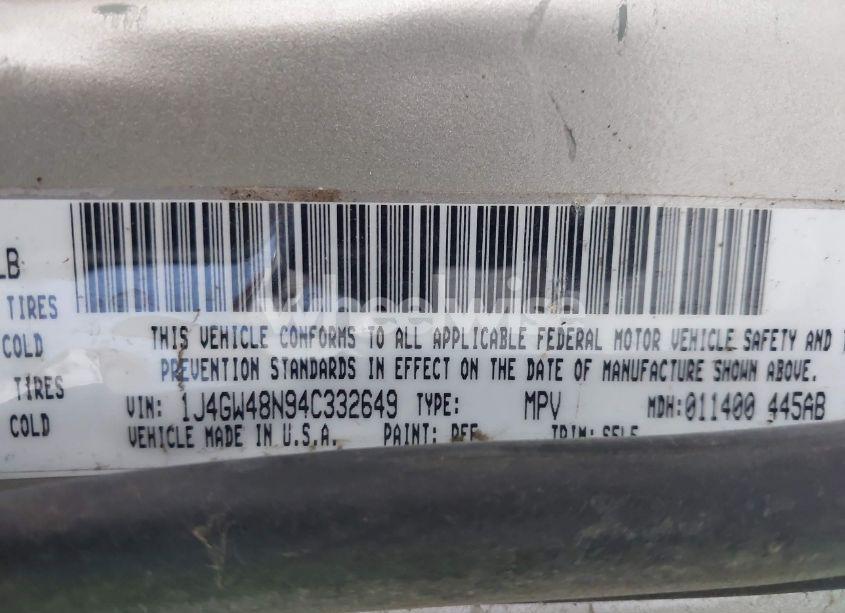 LB
TIRES
COLD
TIRES
COLD
Wheelwise
THIS VEHICLE CONFORMS TO ALL APPLICABLE FEDERAL MOTOR VEHICLE SAFETY AND
PREVENTION STANDARDS IN EFFECT ON THE DATE OF MANUFACTURE SHOWN ABOVE.
VIN: 1J4GW48N94C332649 TYPE: MPV MDH:011400 445AB
VEHICLE MADE IN U.S.A. PAINT: TRIM: